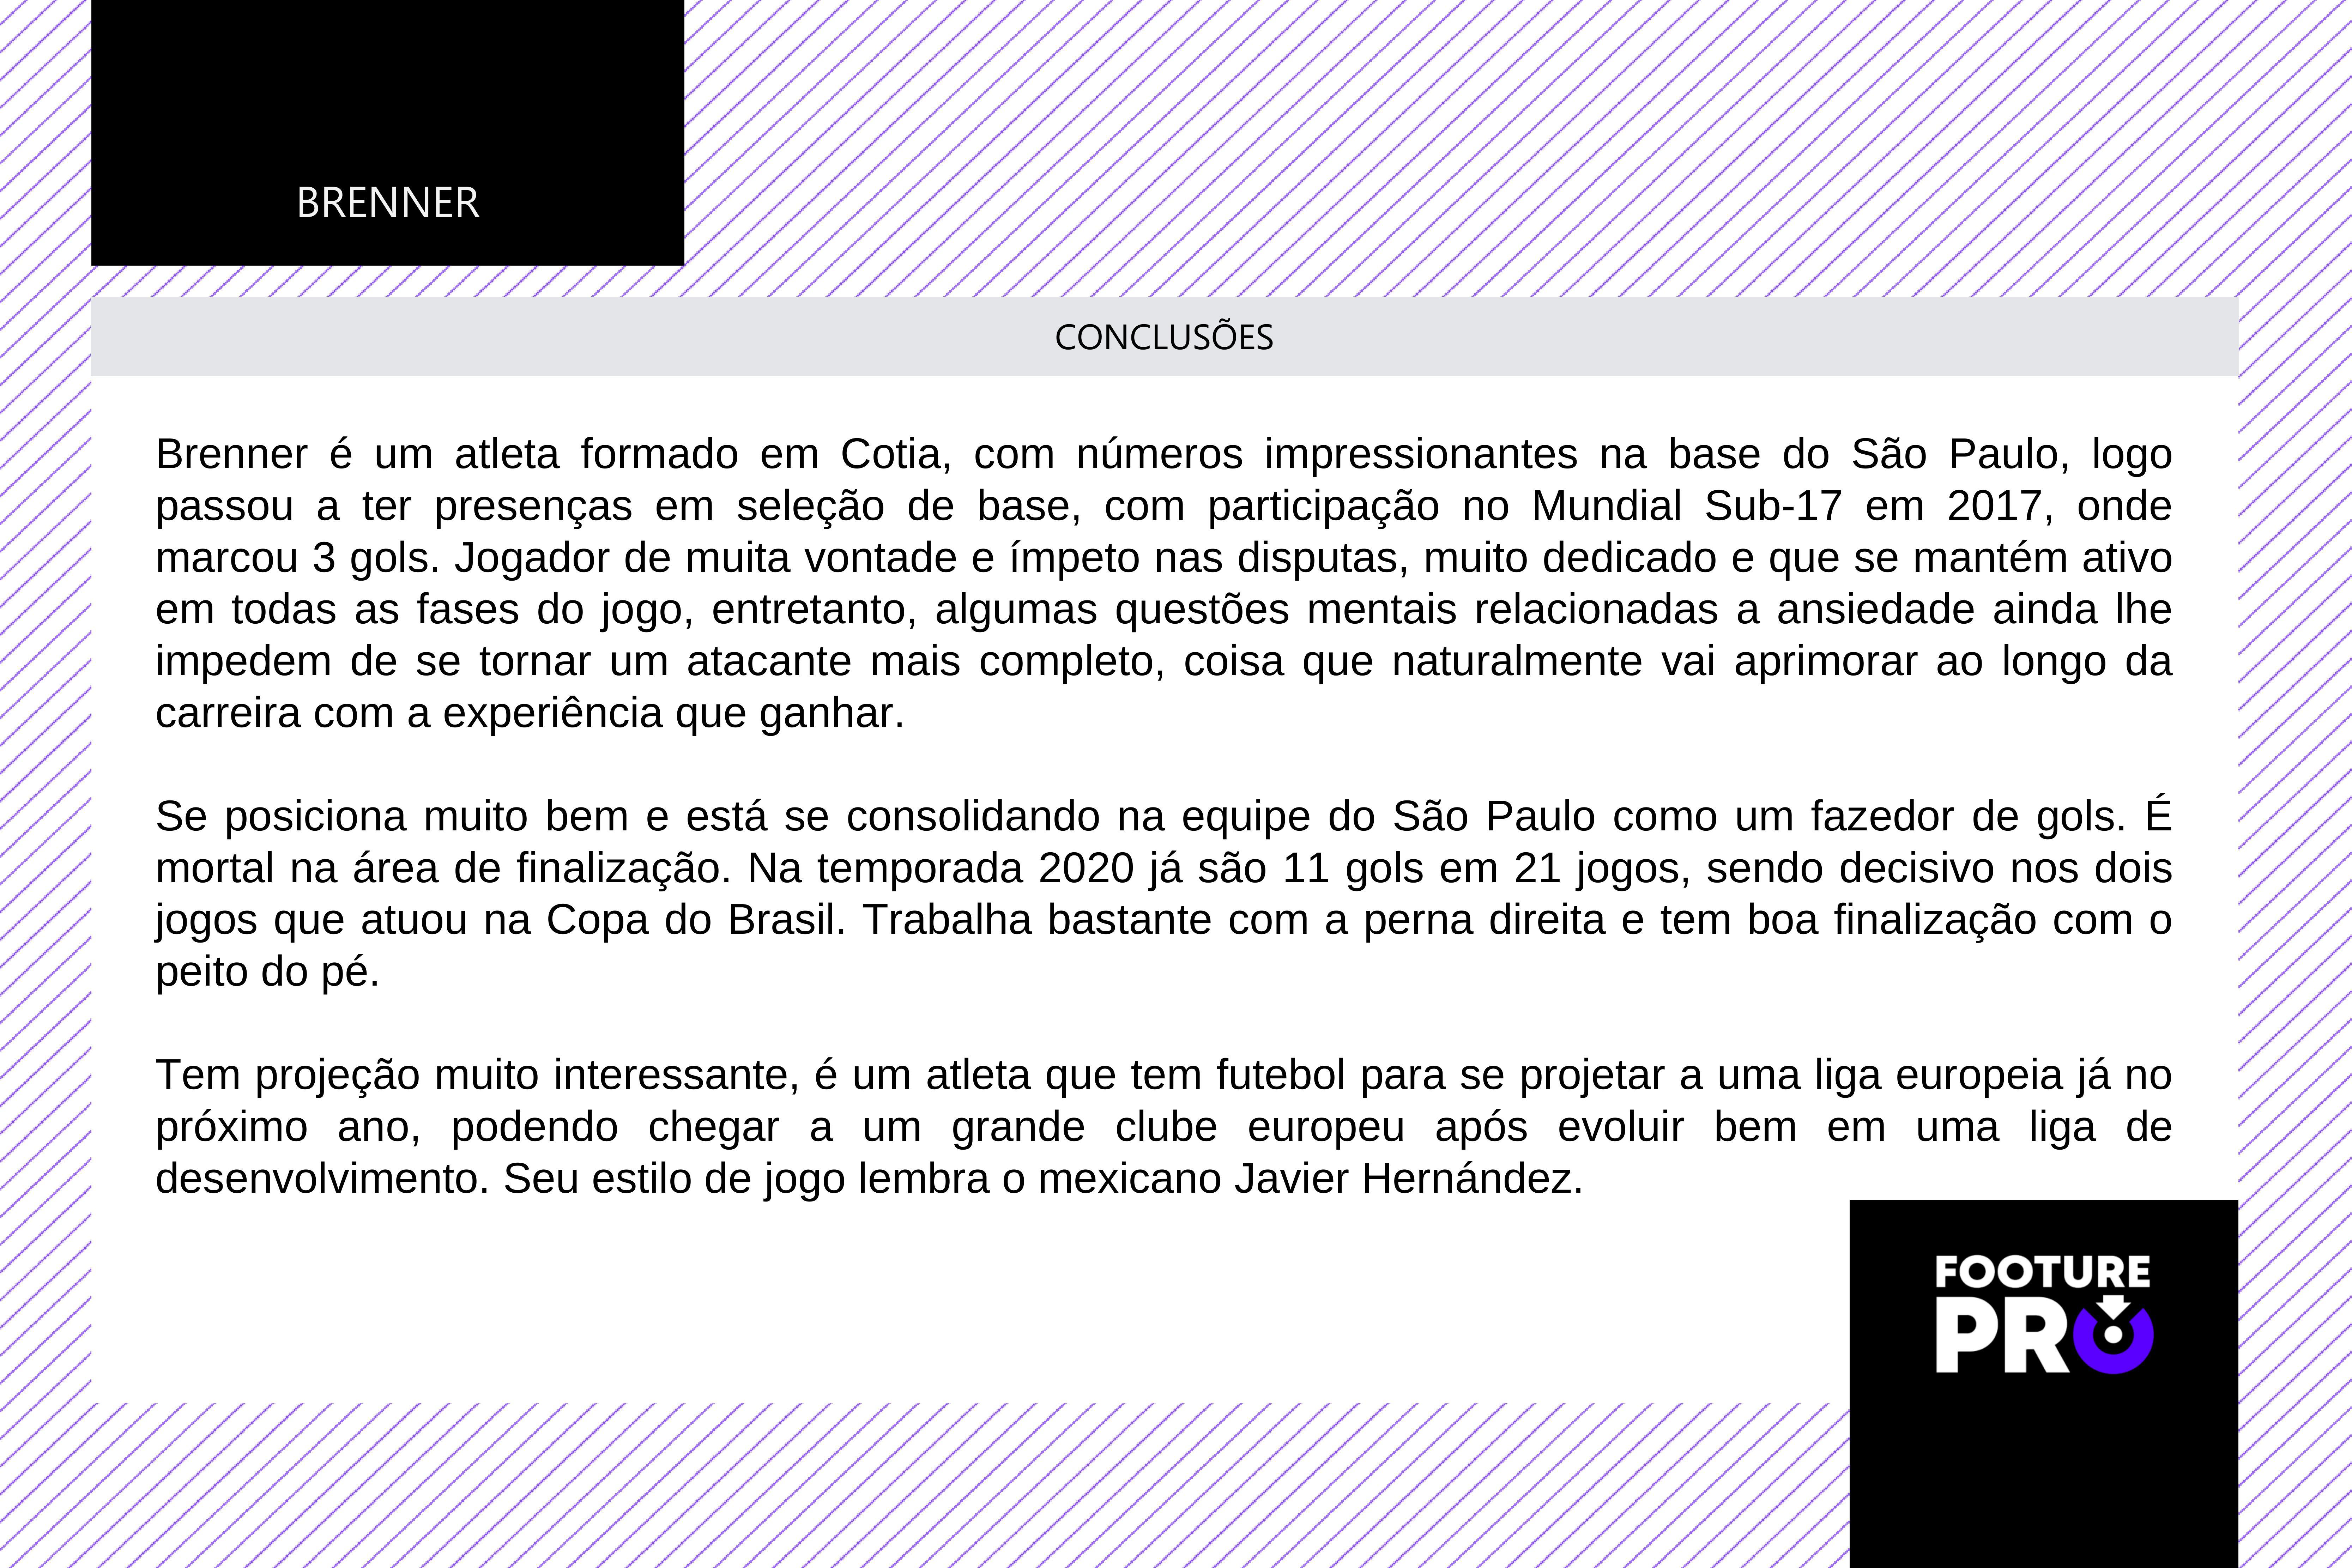 BRENNER
CONCLUSÕES
Brenner é um atleta formado em Cotia, com números impressionantes na base do São Paulo, logo
passou a ter presenças em seleção de base, com participação no Mundial Sub-17 em 2017, onde
marcou 3 gols. Jogador de muita vontade e ímpeto nas disputas, muito dedicado e que se mantém ativo
em todas as fases do jogo, entretanto, algumas questões mentais relacionadas a ansiedade ainda lhe
impedem de se tornar um atacante mais completo, coisa que naturalmente vai aprimorar ao longo da
carreira com a experiência que ganhar.
Se posiciona muito bem e está se consolidando na equipe do São Paulo como um fazedor de gols. É
mortal na área de finalização. Na temporada 2020 já são 11 gols em 21 jogos, sendo decisivo nos dois
jogos que atuou na Copa do Brasil. Trabalha bastante com a perna direita e tem boa finalização com o
peito do pé.
Tem projeção muito interessante, é um atleta que tem futebol para se projetar a uma liga europeia já no
próximo ano, podendo chegar a um grande clube europeu após evoluir bem em uma liga de
desenvolvimento. Seu estilo de jogo lembra o mexicano Javier Hernández.
FOOTURE
PRO